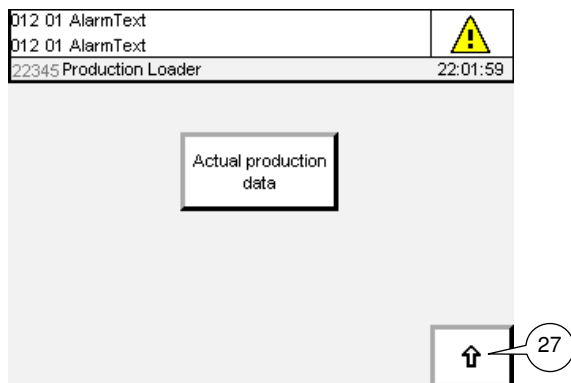 012 01 AlarmText
012 01 AlarmText
22345 Production Loader 22:01:59
Actual production
data
27